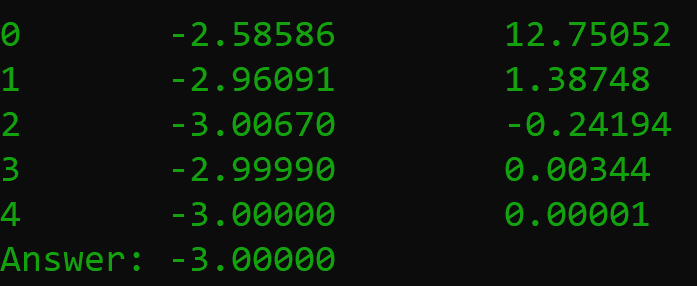 0 -2.58586 12.75052
1 -2.96091 1.38748
2 -3.00670 -0.24194
3 -2.99990 0.00344
4 -3.00000 0.00001
Answer: -3.00000